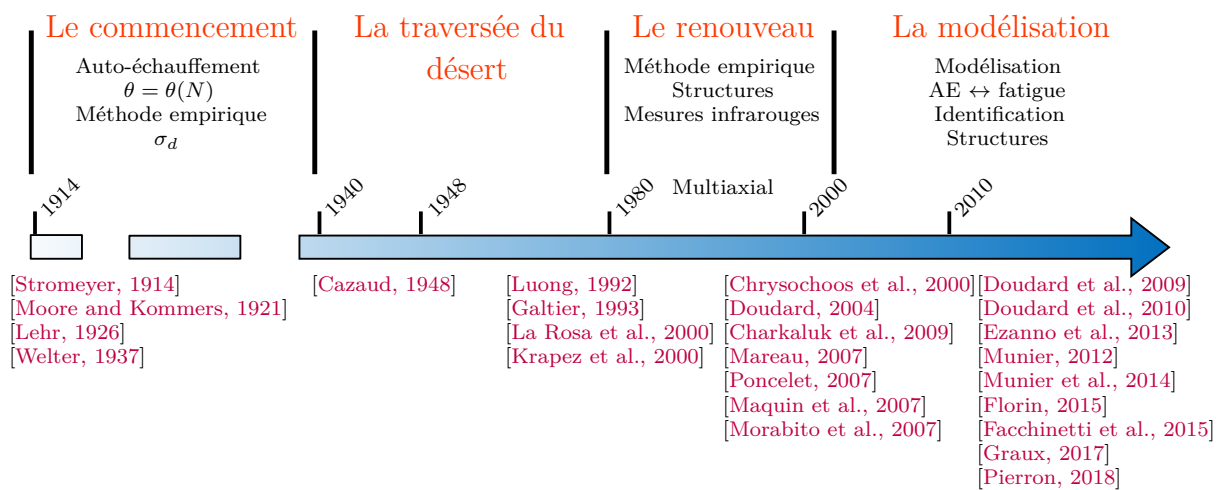 Le commencement
Auto-échauffement
θ = θ(N)
Méthode empirique
σ_d
La traversée du
désert
Le renouveau
Méthode empirique
Structures
Mesures infrarouges
La modélisation
Modélisation
AE ↔ fatigue
Identification
Structures
Multiaxial
1914
1940
1948
1980
2000
2010
[Stromeyer, 1914]
[Moore and Kommers, 1921]
[Lehr, 1926]
[Welter, 1937]
[Cazaud, 1948]
[Luong, 1992]
[Galtier, 1993]
[La Rosa et al., 2000]
[Krapez et al., 2000]
[Chrysochoos et al., 2000]
[Doudard, 2004]
[Charkaluk et al., 2009]
[Mareau, 2007]
[Poncelet, 2007]
[Maquin et al., 2007]
[Morabito et al., 2007]
[Doudard et al., 2009]
[Doudard et al., 2010]
[Ezanno et al., 2013]
[Munier, 2012]
[Munier et al., 2014]
[Florin, 2015]
[Facchinetti et al., 2015]
[Graux, 2017]
[Pierron, 2018]